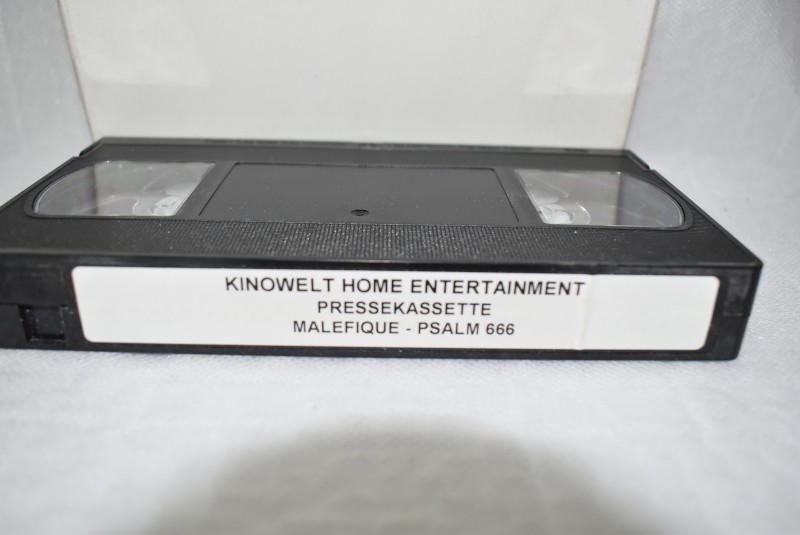 KINOWELT HOME ENTERTAINMENT
PRESSEKASSETTE
MALEFIQUE - PSALM 666